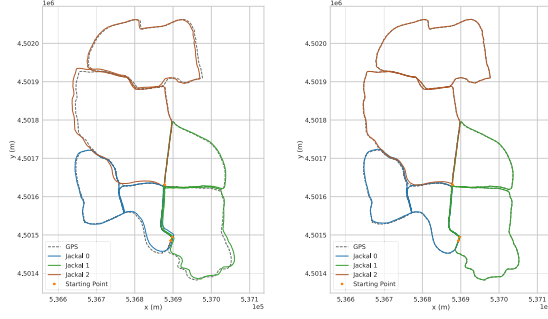 1e6
4,5020
4,5019
4,5018
4,5017
4,5016
4,5015
4,5014
y (m)
GPS
Jackal 0
Jackal 1
Jackal 2
Starting Point
5,366
5,367
5,368
5,369
5,370
5,371
x (m)
1e5
1e6
4,5020
4,5019
4,5018
4,5017
4,5016
4,5015
4,5014
y (m)
GPS
Jackal 0
Jackal 1
Jackal 2
Starting Point
5,366
5,367
5,368
5,369
5,370
5,371
x (m)
1e5